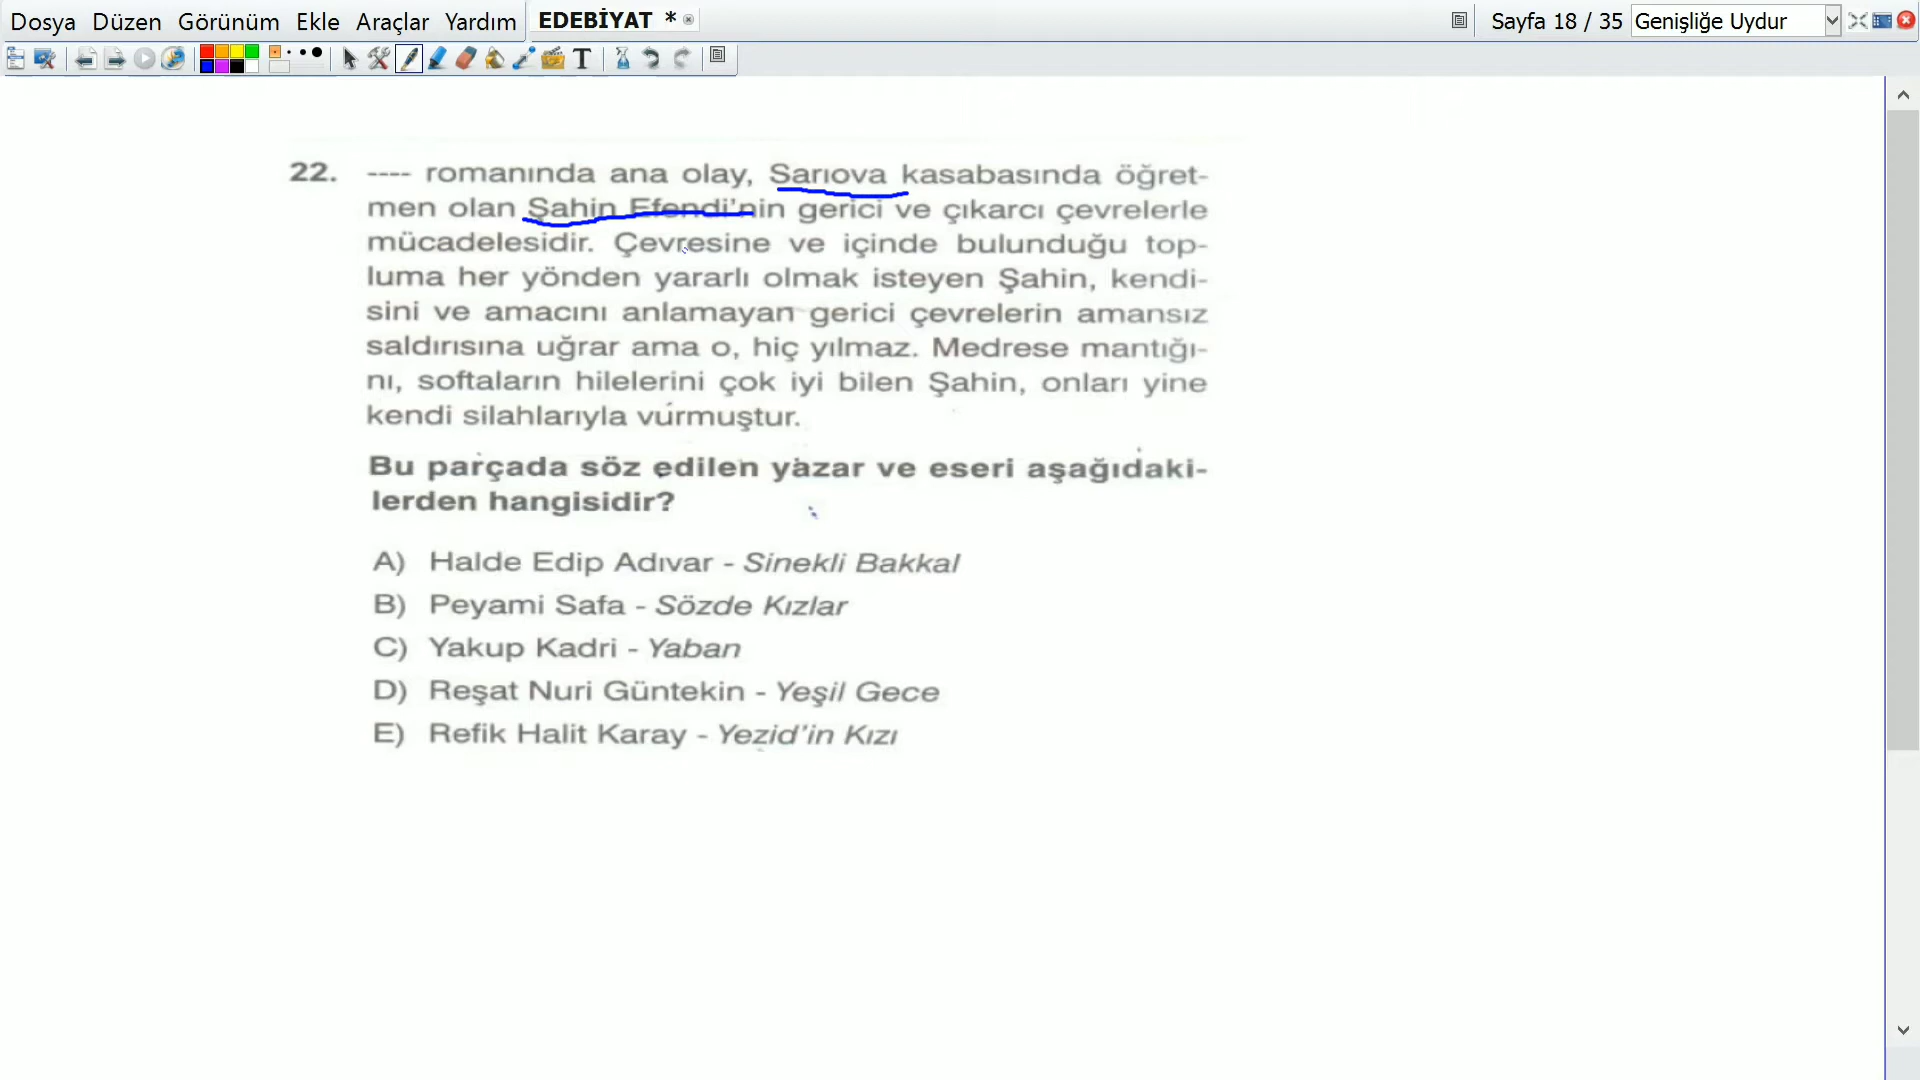 Dosya Düzen Görünüm Ekle Araçlar Yardım EDEBİYAT * Sayfa 18 / 35 Genişliğe Uydur
T
22. ---- romanında ana olay, Sarıova kasabasında öğret-
men olan Şahin Efendi'nin gerici ve çıkarcı çevrelerle
mücadelesidir. Çevresine ve içinde bulunduğu top-
luma her yönden yararlı olmak isteyen Şahin, kendi-
sini ve amacını anlamayan gerici çevrelerin amansız
saldırısına uğrar ama o, hiç yılmaz. Medrese mantığı-
nı, softaların hilelerini çok iyi bilen Şahin, onları yine
kendi silahlarıyla vurmuştur.
Bu parçada söz edilen yazar ve eseri aşağıdaki-
lerden hangisidir?
A) Halde Edip Adıvar - Sinekli Bakkal
B) Peyami Safa - Sözde Kızlar
C) Yakup Kadri - Yaban
D) Reşat Nuri Güntekin - Yeşil Gece
E) Refik Halit Karay - Yezid'in Kızı